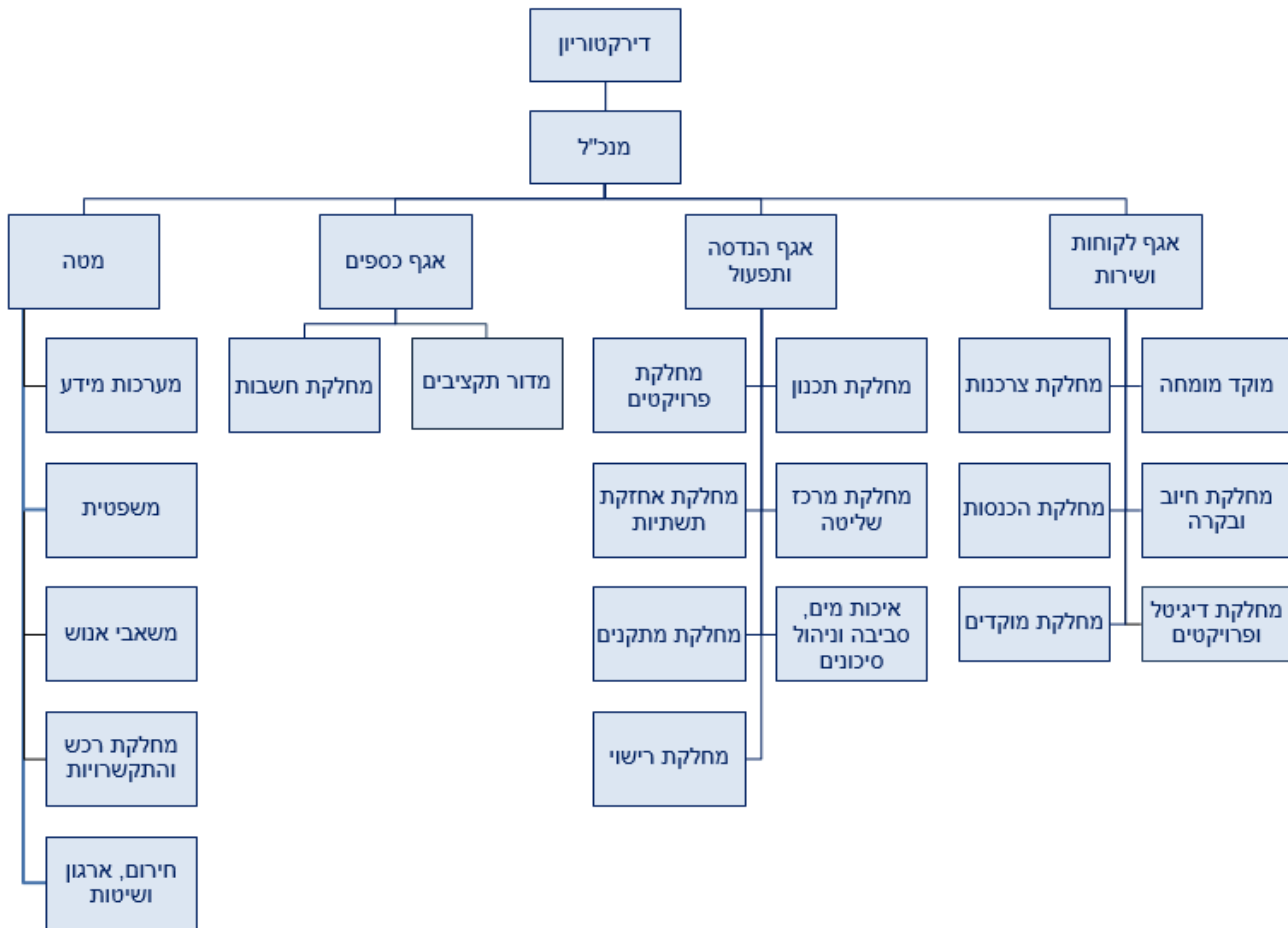 דירקטוריון
מנכ"ל
אגף לקוחות
ושירות
אגף הנדסה
ותפעול
אגף כספים
מטה
מוקד מומחה
מחלקת צרכנות
מחלקת חיוב
ובקרה
מחלקת הכנסות
מחלקת דיגיטל
ופרויקטים
מחלקת מוקדים
מחלקת תכנון
מחלקת
פרויקטים
מחלקת מרכז
שליטה
מחלקת אחזקת
תשתיות
איכות מים,
סביבה וניהול
סיכונים
מחלקת מתקנים
מחלקת רישוי
מדור תקציבים
מחלקת חשבות
מערכות מידע
משפטית
משאבי אנוש
מחלקת רכש
והתקשרויות
חירום, ארגון
ושיטות